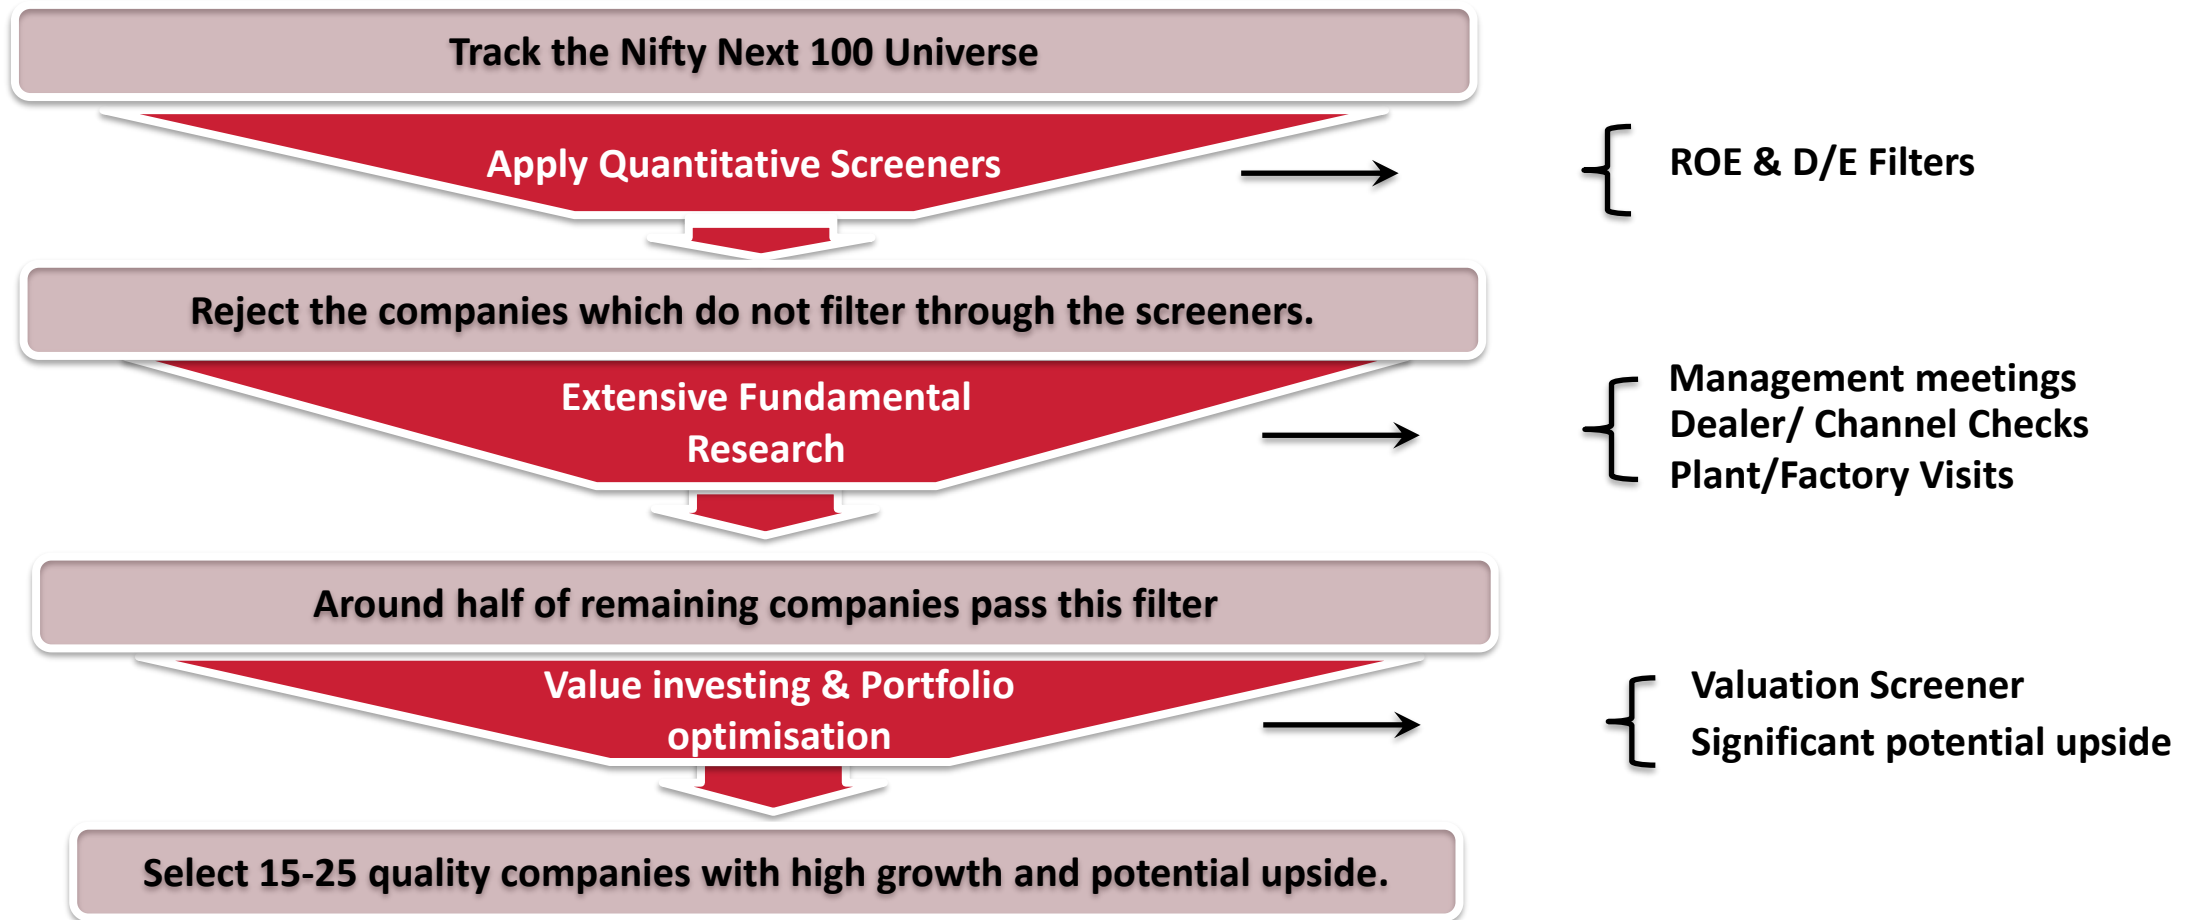 Track the Nifty Next 100 Universe
Apply Quantitative Screeners
ROE & D/E Filters
Reject the companies which do not filter through the screeners.
Extensive Fundamental
Research
Management meetings
Dealer/ Channel Checks
Plant/Factory Visits
Around half of remaining companies pass this filter
Value investing & Portfolio
optimisation
Valuation Screener
Significant potential upside
Select 15-25 quality companies with high growth and potential upside.